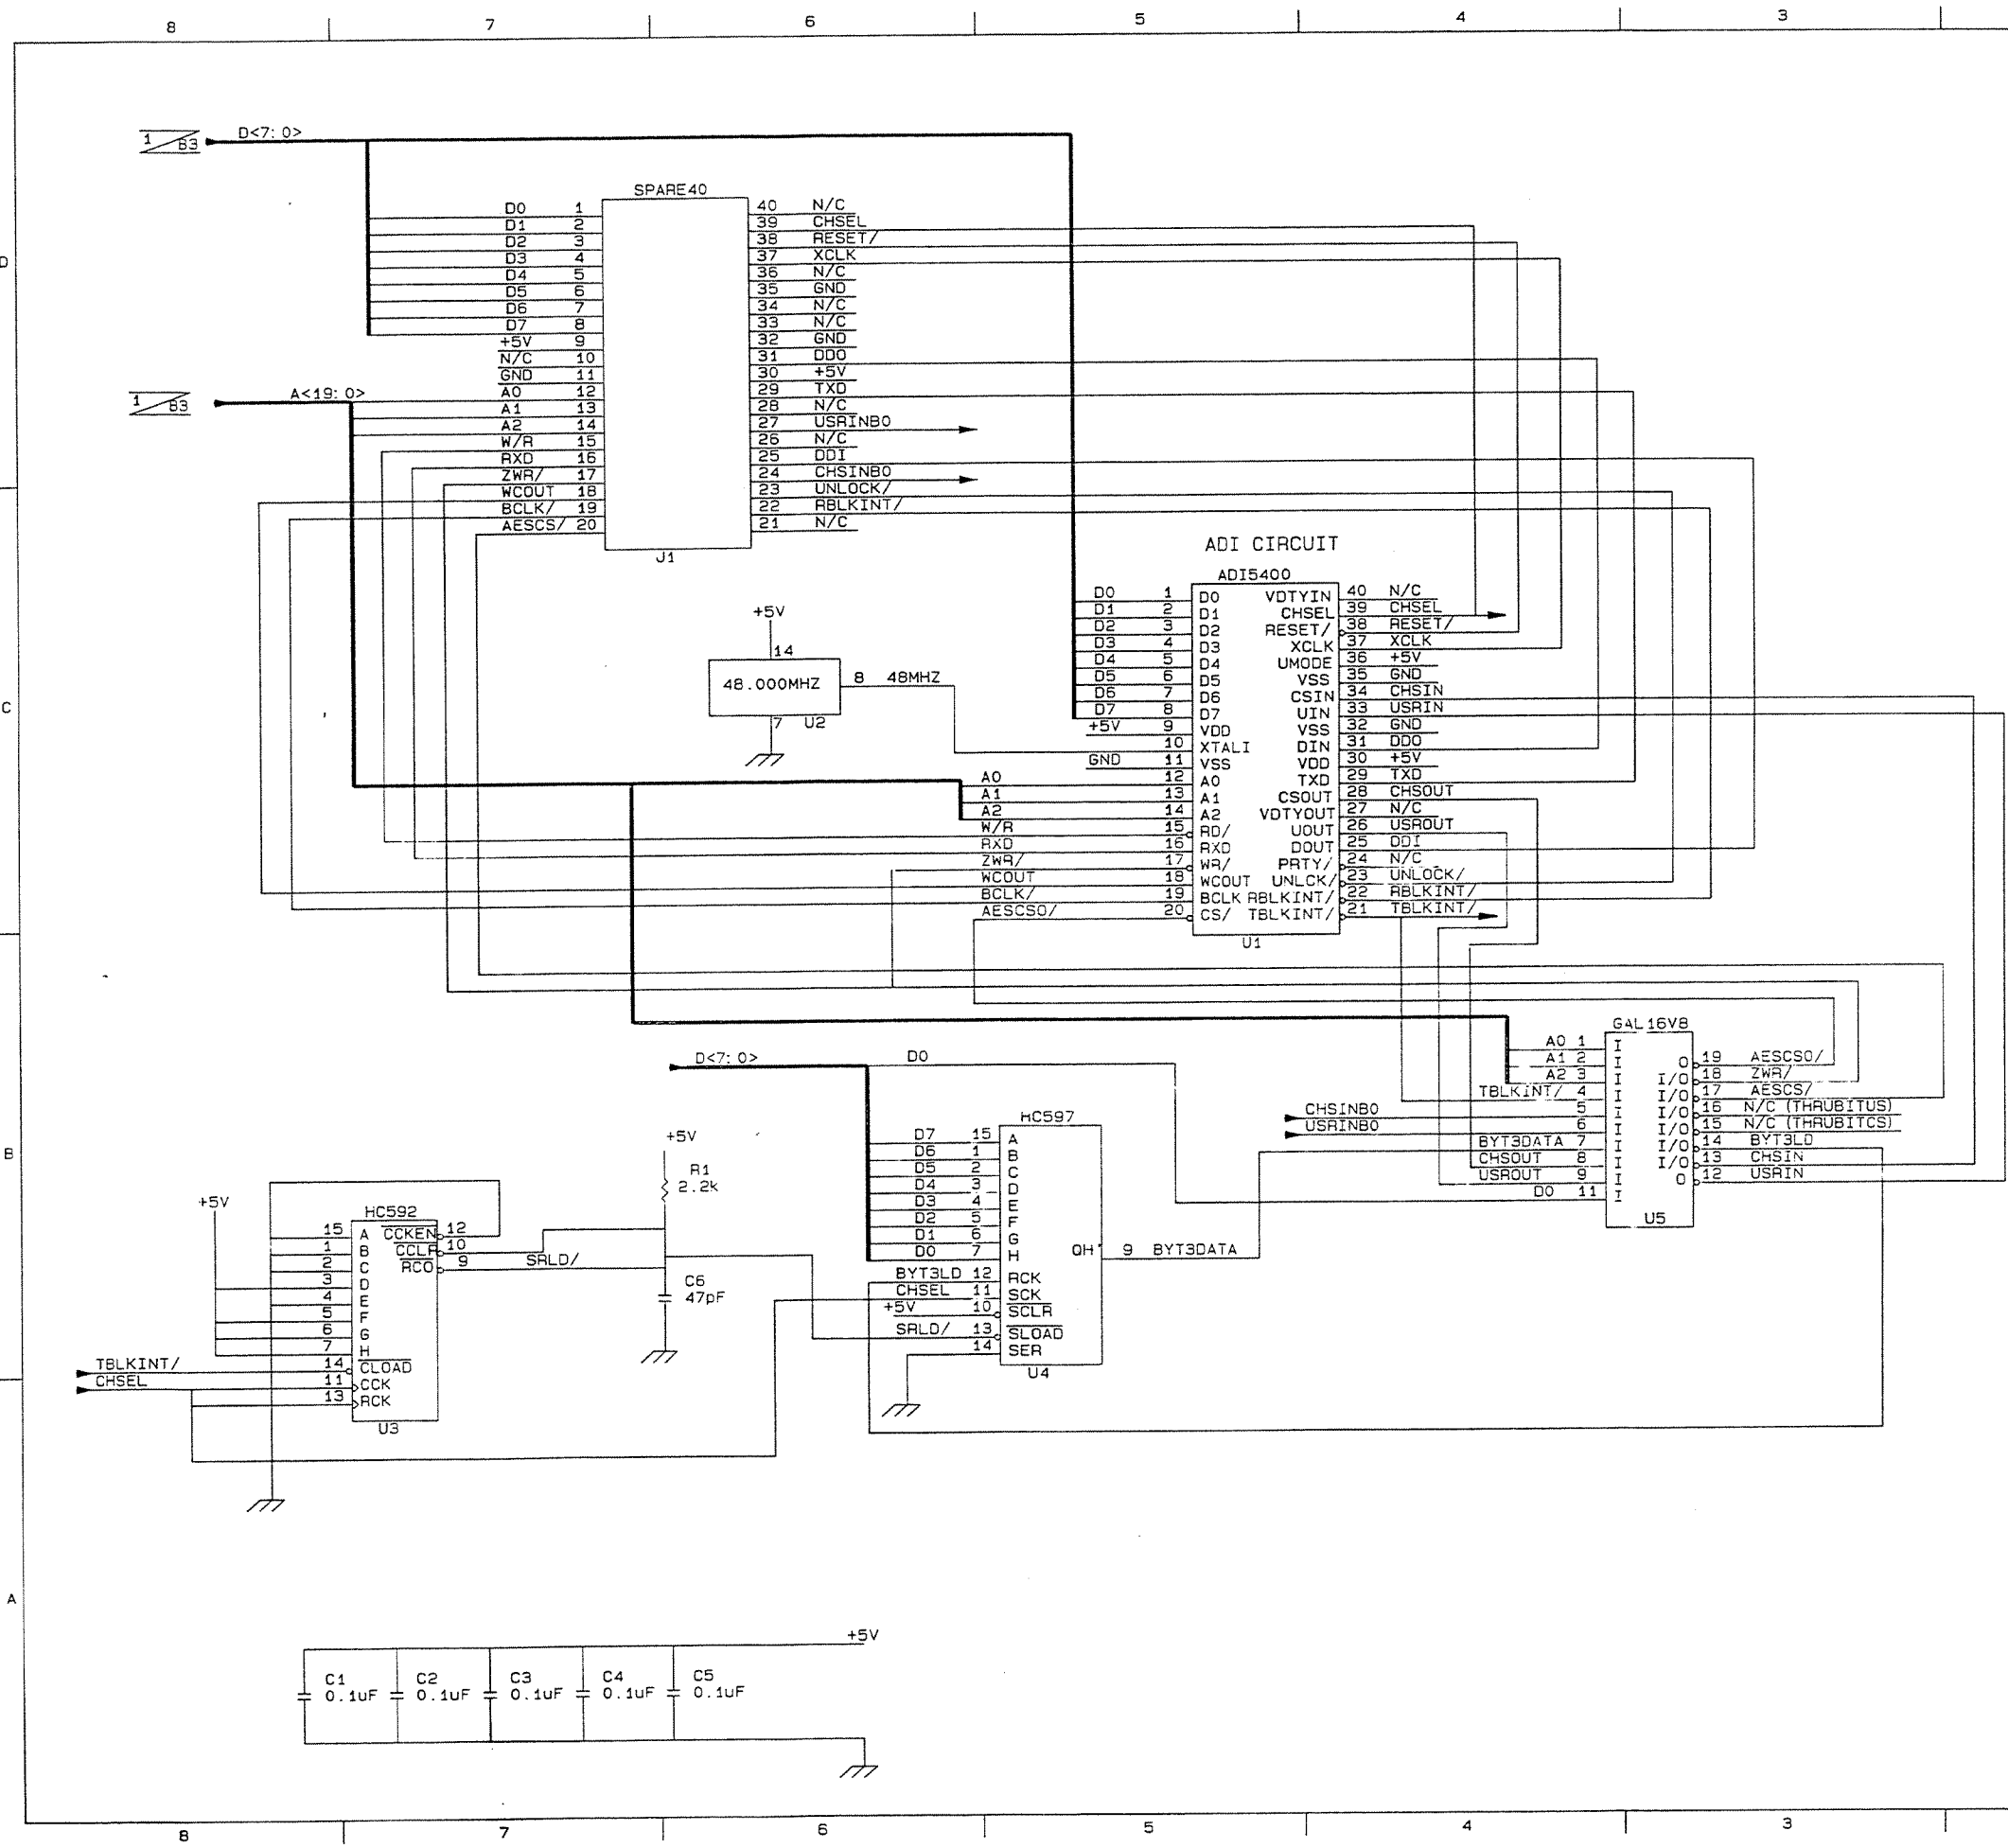 8 7 6 5 4 3
D
C
B
A
1 B3 D<7:0>
1 B3 A<19:0>
SPARE40
D0 1
D1 2
D2 3
D3 4
D4 5
D5 6
D6 7
D7 8
+5V 9
N/C 10
GND 11
A0 12
A1 13
A2 14
W/R 15
RXD 16
ZWR/ 17
WCOUT 18
BCLK/ 19
AESCS/ 20
40 N/C
39 CHSEL
38 RESET/
37 XCLK
36 N/C
35 GND
34 N/C
33 N/C
32 GND
31 DDO
30 +5V
29 TXD
28 N/C
27 USRINBO
26 N/C
25 DDI
24 CHSINBO
23 UNLOCK/
22 RBLKINT/
21 N/C
J1
ADI CIRCUIT
ADI5400
D0 1 D0 VDTYIN 40 N/C
D1 2 D1 CHSEL 39 CHSEL
D2 3 D2 RESET/ 38 RESET/
D3 4 D3 XCLK 37 XCLK
D4 5 D4 UMODE 36 +5V
D5 6 D5 VSS 35 GND
D6 7 D6 CSIN 34 CHSIN
D7 8 D7 UIN 33 USRIN
+5V 9 VDD VSS 32 GND
10 XTALI DIN 31 DDO
GND 11 VSS VDD 30 +5V
A0 12 A0 TXD 29 TXD
A1 13 A1 CSOUT 28 CHSOUT
A2 14 A2 VDTYOUT 27 N/C
W/R 15 RD/ UOUT 26 USROUT
RXD 16 RXD DOUT 25 DDI
ZWR/ 17 WR/ PRTY/ 24 N/C
WCOUT 18 WCOUT UNLCK/ 23 UNLOCK/
BCLK/ 19 BCLK RBLKINT/ 22 RBLKINT/
AESCSO/ 20 CS/ TBLKINT/ 21 TBLKINT/
U1
+5V
14
48.000MHZ 8 48MHZ
7 U2
GAL16V8
A0 1 I
A1 2 I O 19 AESCSO/
A2 3 I I/O 18 ZWR/
TBLKINT/ 4 I I/O 17 AESCS/
CHSINBO 5 I I/O 16 N/C (THRUBITUS)
USRINBO 6 I I/O 15 N/C (THRUBITCS)
BYT3DATA 7 I I/O 14 BYT3LD
CHSOUT 8 I I/O 13 CHSIN
USROUT 9 I O 12 USRIN
D0 11 I
U5
D<7:0> D0
HC597
D7 15 A
D6 1 B
D5 2 C
D4 3 D
D3 4 E
D2 5 F
D1 6 G
D0 7 H QH' 9 BYT3DATA
BYT3LD 12 RCK
CHSEL 11 SCK
+5V 10 SCLR
SRLD/ 13 SLOAD
14 SER
U4
+5V
R1
2.2k
C6
47pF
+5V
HC592
15 A CCKEN 12
1 B CCLR 10
2 C RCO 9 SRLD/
3 D
4 E
5 F
6 G
7 H
TBLKINT/ 14 CLOAD
CHSEL 11 CCK
13 RCK
U3
+5V
C1 C2 C3 C4 C5
0.1uF 0.1uF 0.1uF 0.1uF 0.1uF
8 7 6 5 4 3